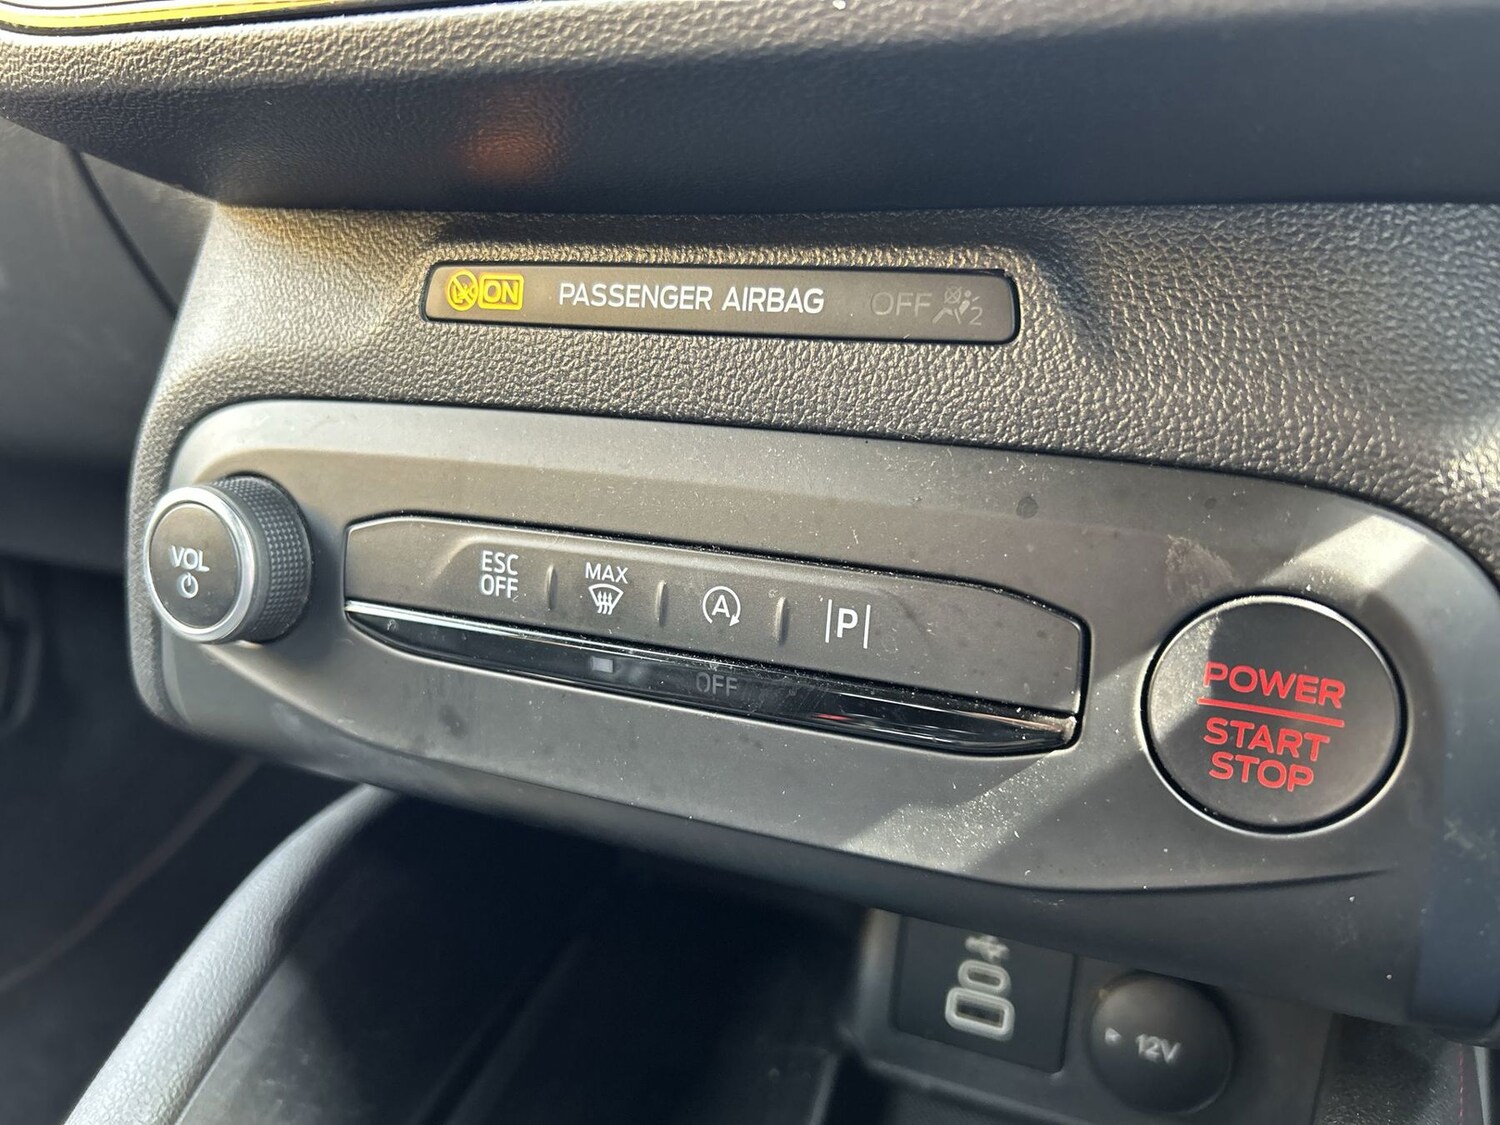 ON PASSENGER AIRBAG OFF 2
VOL
ESC
OFF
MAX
A
P
OFF
POWER
START
STOP
12V